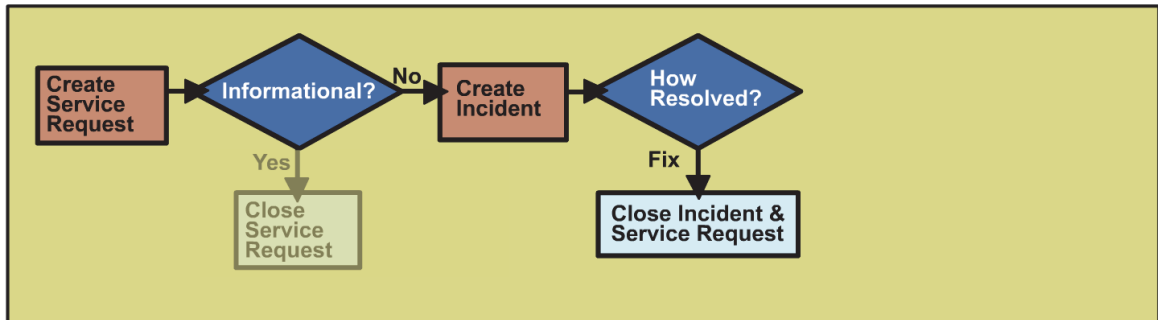 Create
Service
Request
Informational?
No
Create
Incident
How
Resolved?
Yes
Fix
Close
Service
Request
Close Incident &
Service Request